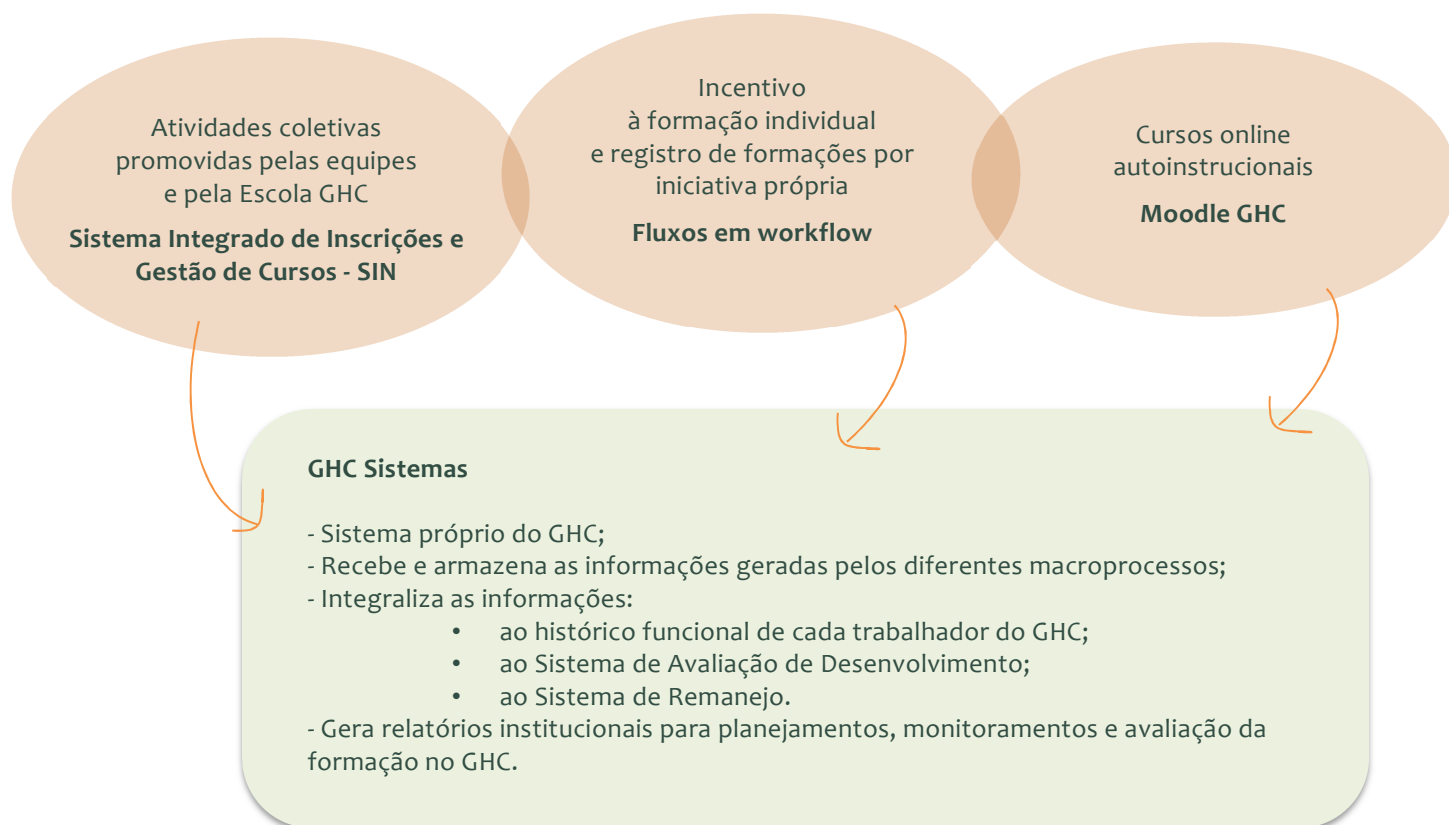 Atividades coletivas
promovidas pelas equipes
e pela Escola GHC
Sistema Integrado de Inscrições e
Gestão de Cursos - SIN
Incentivo
à formação individual
e registro de formações por
iniciativa própria
Fluxos em workflow
Cursos online
autoinstrucionais
Moodle GHC
GHC Sistemas
- Sistema próprio do GHC;
- Recebe e armazena as informações geradas pelos diferentes macroprocessos;
- Integraliza as informações:
• ao histórico funcional de cada trabalhador do GHC;
• ao Sistema de Avaliação de Desenvolvimento;
• ao Sistema de Remanejo.
- Gera relatórios institucionais para planejamentos, monitoramentos e avaliação da
formação no GHC.